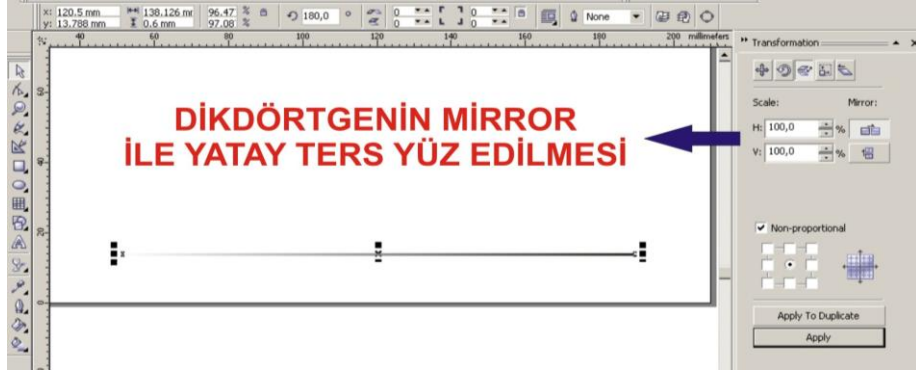 x: 120.5 mm 138.126 mr 96.47 % 180,0 ° 0 0 None
y: 13.788 mm 0.6 mm 97.08 % 0 0
40 60 80 100 120 140 160 180 200 millimeters
Transformation
Scale: Mirror:
H: 100,0 %
V: 100,0 %
DİKDÖRTGENİN MİRROR
İLE YATAY TERS YÜZ EDİLMESİ
Non-proportional
Apply To Duplicate
Apply